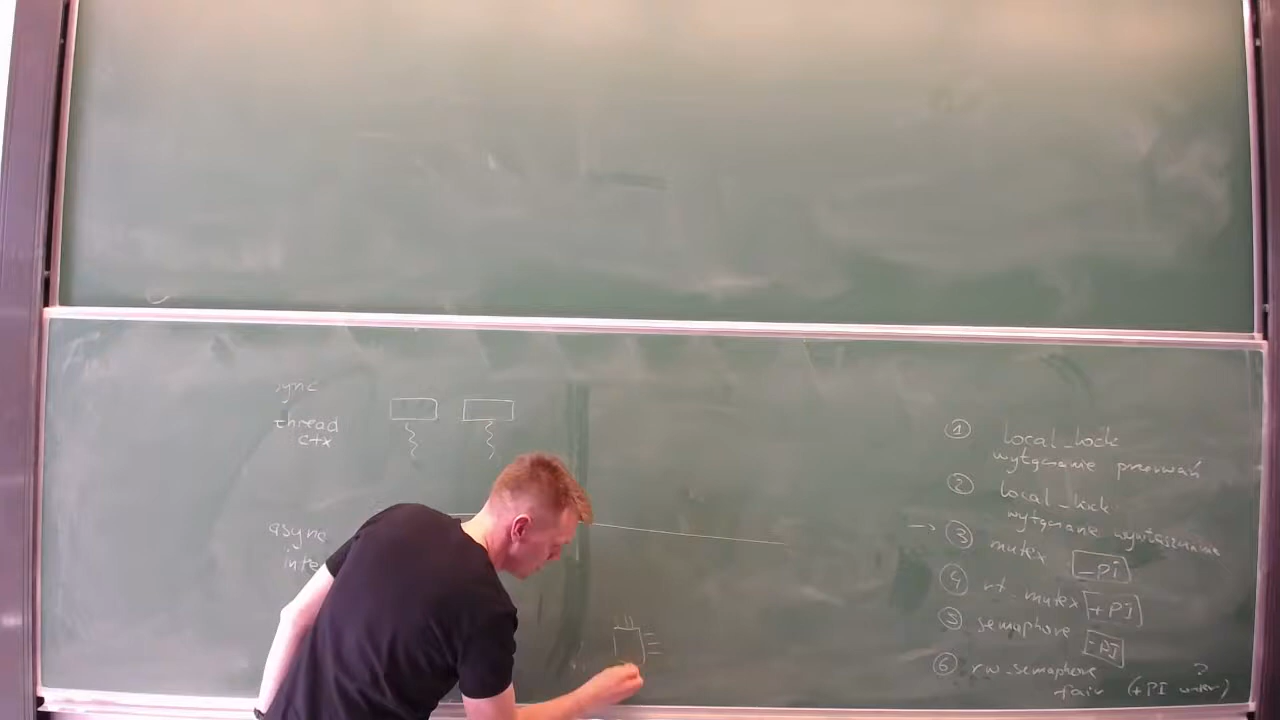 sync
thread
ctx
async
inte
① local_lock
wyłączanie przerwań
② local_lock
wyłączanie wywłaszczania
→ ③ mutex -PI
④ rt_mutex +PI
⑤ semaphore -PI
⑥ rw_semaphore
fair (+PI writer) ?